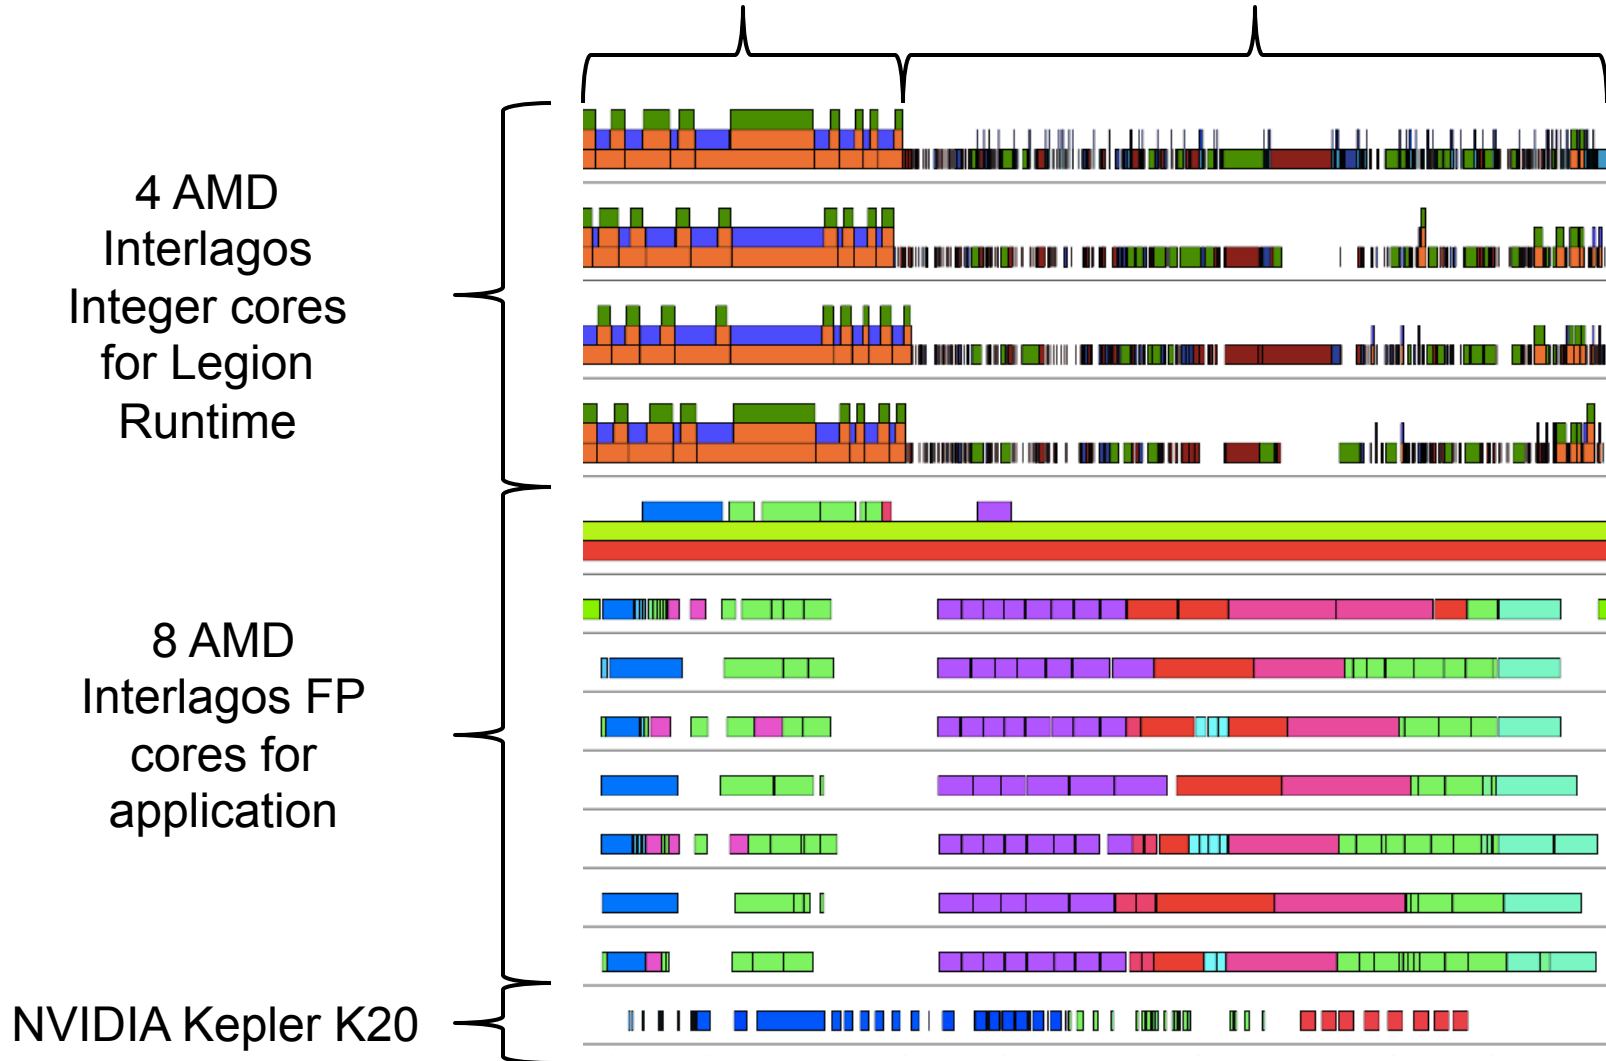 4 AMD
Interlagos
Integer cores
for Legion
Runtime
8 AMD
Interlagos FP
cores for
application
NVIDIA Kepler K20